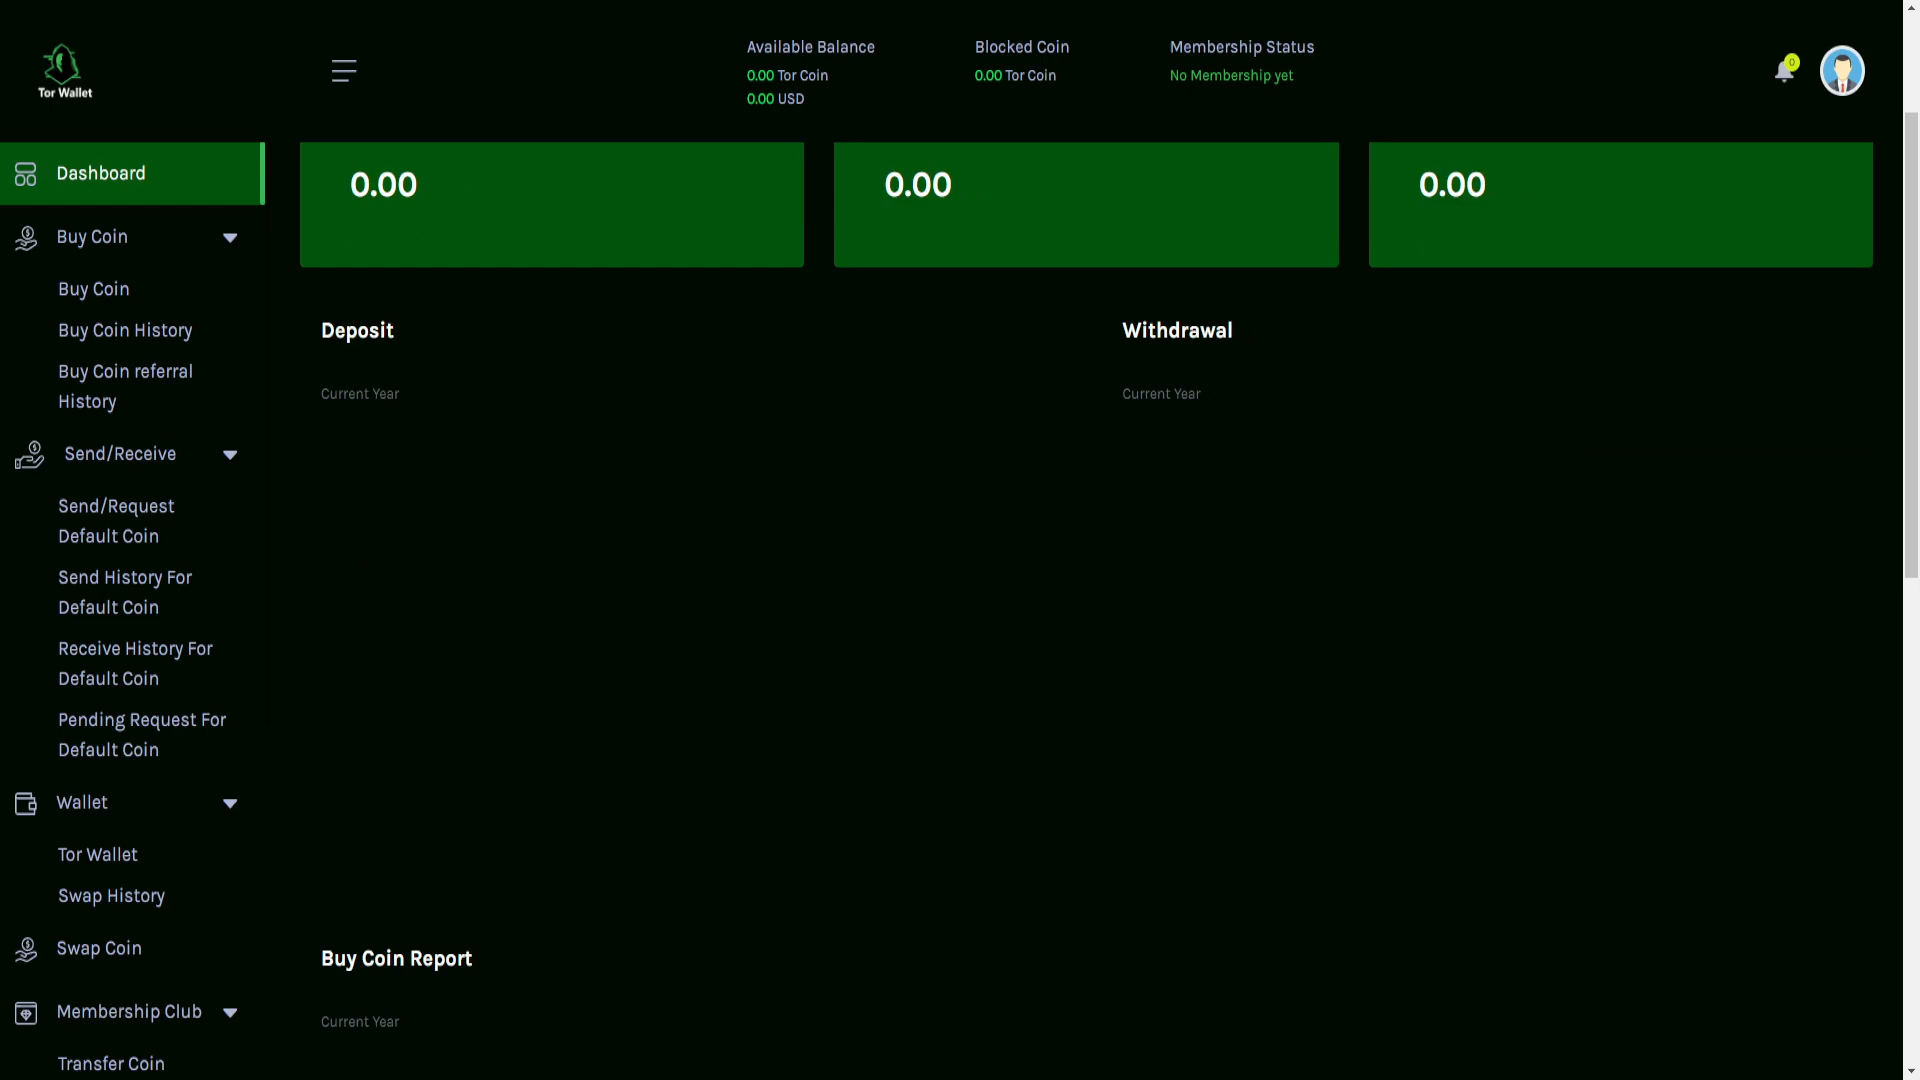 Tor Wallet
Available Balance
0.00 Tor Coin
0.00 USD
Blocked Coin
0.00 Tor Coin
Membership Status
No Membership yet
0
Dashboard
Buy Coin
Buy Coin
Buy Coin History
Buy Coin referral
History
Send/Receive
Send/Request
Default Coin
Send History For
Default Coin
Receive History For
Default Coin
Pending Request For
Default Coin
Wallet
Tor Wallet
Swap History
Swap Coin
Membership Club
Transfer Coin
0.00
0.00
0.00
Deposit
Current Year
Withdrawal
Current Year
Buy Coin Report
Current Year